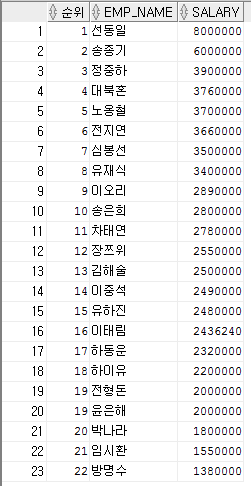 순위 EMP_NAME SALARY
1 1 선동일 8000000
2 2 송종기 6000000
3 3 정중하 3900000
4 4 대북혼 3760000
5 5 노옹철 3700000
6 6 전지연 3660000
7 7 심봉선 3500000
8 8 유재식 3400000
9 9 이오리 2890000
10 10 송은희 2800000
11 11 차태연 2780000
12 12 장쯔위 2550000
13 13 김해술 2500000
14 14 이중석 2490000
15 15 유하진 2480000
16 16 이태림 2436240
17 17 하동운 2320000
18 18 하이유 2200000
19 19 전형돈 2000000
20 19 윤은해 2000000
21 20 박나라 1800000
22 21 임시환 1550000
23 22 방명수 1380000